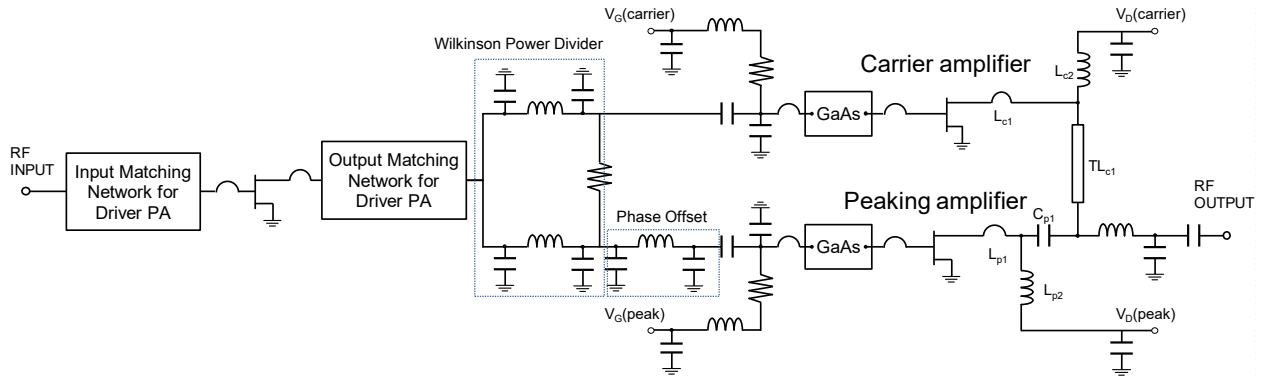 V_G(carrier)
V_D(carrier)
Wilkinson Power Divider
Carrier amplifier
L_c2
GaAs
L_c1
RF
INPUT
Input Matching
Network for
Driver PA
Output Matching
Network for
Driver PA
TL_c1
RF
OUTPUT
Peaking amplifier
Phase Offset
C_p1
GaAs
L_p1
L_p2
V_G(peak)
V_D(peak)